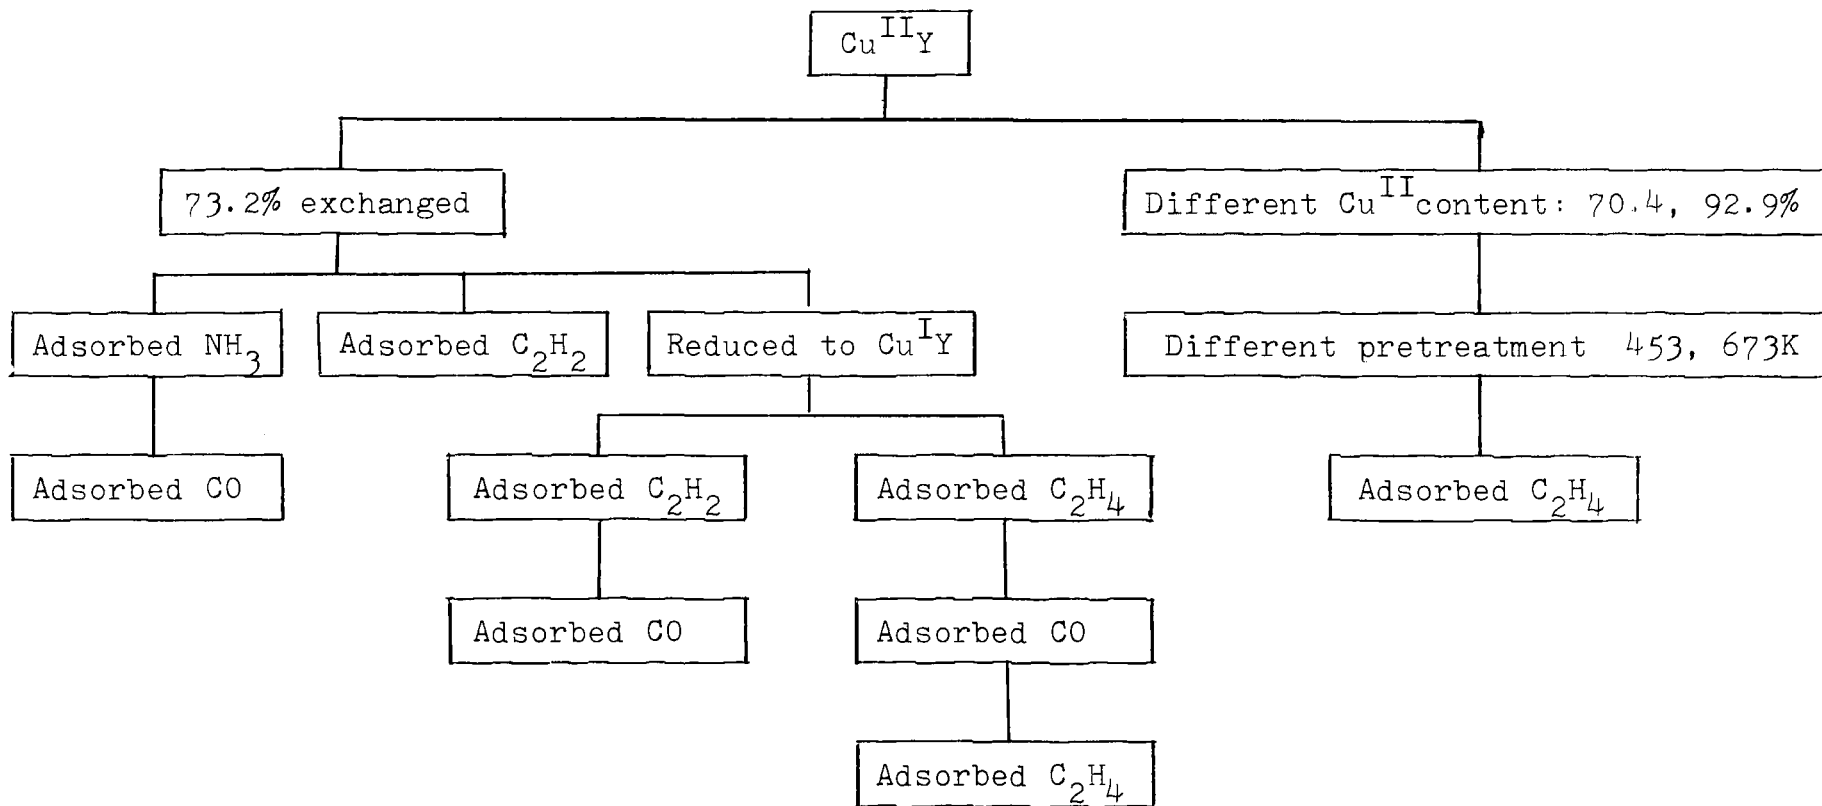 Cu^II Y
73.2% exchanged
Different Cu^II content: 70.4, 92.9%
Adsorbed NH3
Adsorbed C2H2
Reduced to Cu^I Y
Different pretreatment 453, 673K
Adsorbed CO
Adsorbed C2H2
Adsorbed C2H4
Adsorbed C2H4
Adsorbed CO
Adsorbed CO
Adsorbed C2H4